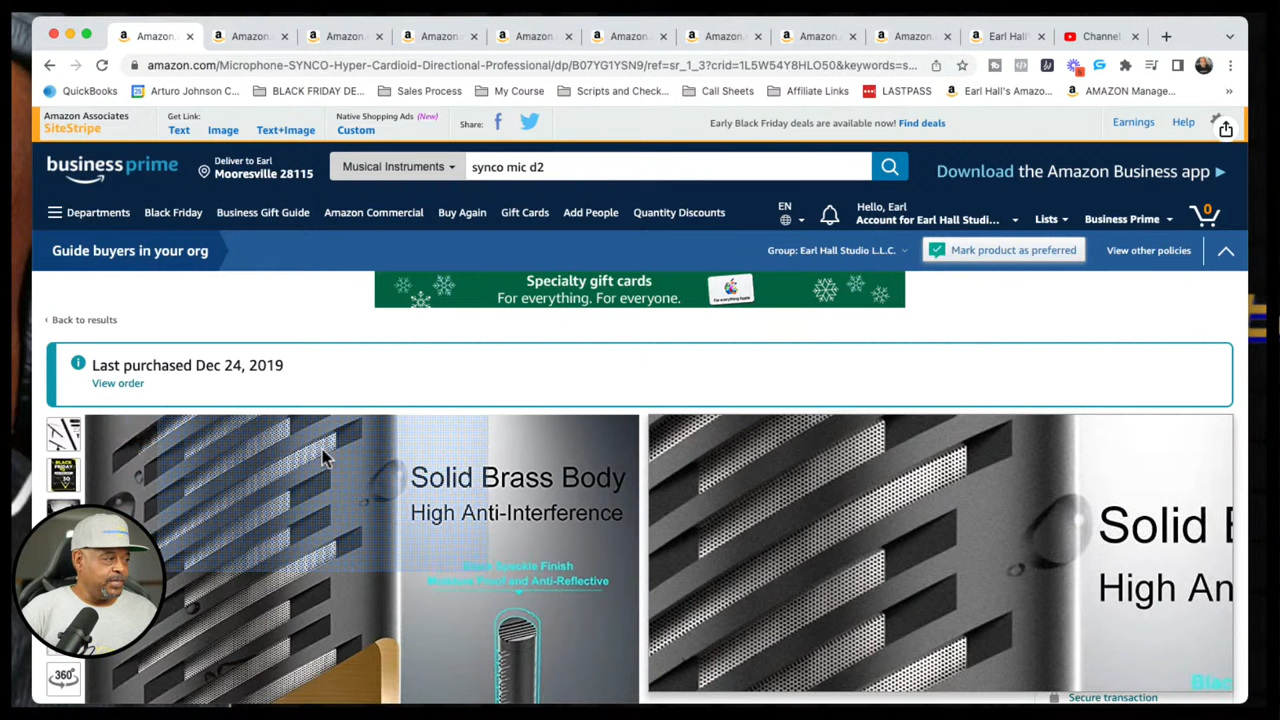 Amazon. Amazon. Amazon. Amazon. Amazon. Amazon. Amazon. Amazon. Amazon. Earl Hall' Channel
amazon.com/Microphone-SYNCO-Hyper-Cardioid-Directional-Professional/dp/B07YG1YSN9/ref=sr_1_3?crid=1L5W54Y8HLO50&keywords=s...
QuickBooks Arturo Johnson C... BLACK FRIDAY DE... Sales Process My Course Scripts and Check... Call Sheets Affiliate Links LASTPASS Earl Hall's Amazo... AMAZON Manage... »
Amazon Associates
SiteStripe
Get Link:
Text Image Text+Image
Native Shopping Ads (New)
Custom
Share:
Early Black Friday deals are available now! Find deals
Earnings Help
business prime
Deliver to Earl
Mooresville 28115
Musical Instruments
synco mic d2
Download the Amazon Business app ▸
Departments Black Friday Business Gift Guide Amazon Commercial Buy Again Gift Cards Add People Quantity Discounts
EN
Hello, Earl
Account for Earl Hall Studi...
Lists
Business Prime
0
Guide buyers in your org
Group: Earl Hall Studio L.L.C.
Mark product as preferred
View other policies
Specialty gift cards
For everything. For everyone.
‹ Back to results
Last purchased Dec 24, 2019
View order
Solid Brass Body
High Anti-Interference
Speckle Finish
Proof and Anti-Reflective
Solid
High An
360°
Secure transaction